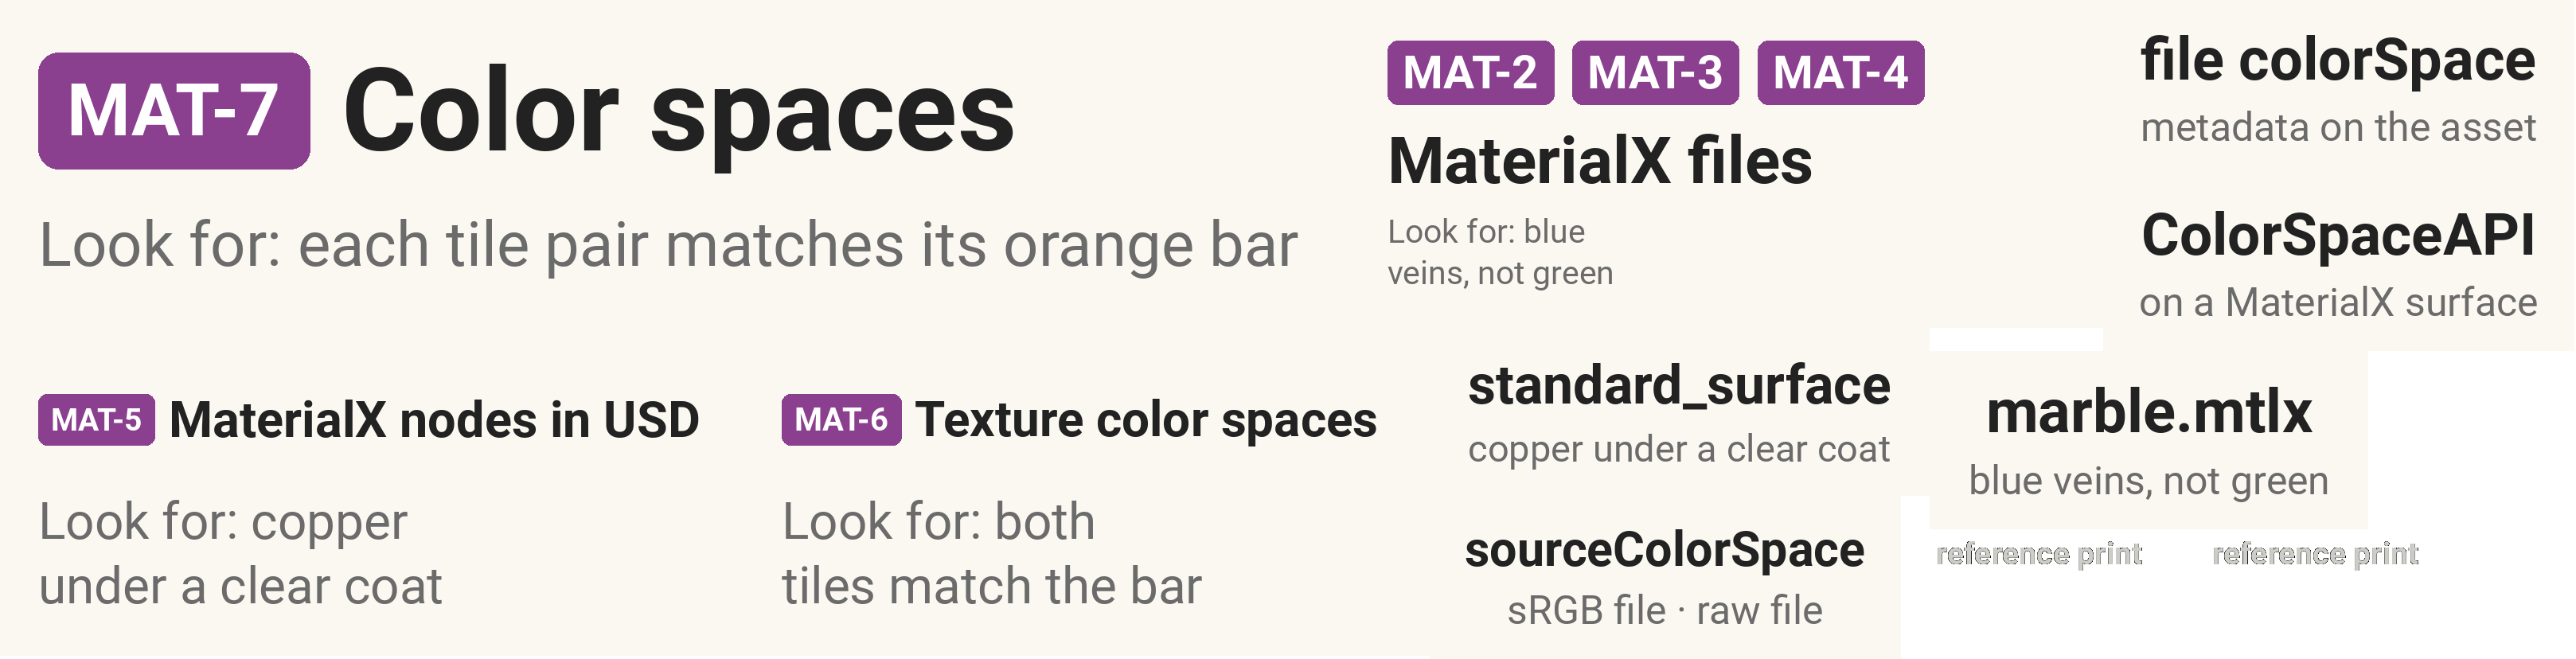 MAT-7 Color spaces
Look for: each tile pair matches its orange bar
MAT-2 MAT-3 MAT-4
MaterialX files
Look for: blue
veins, not green
file colorSpace
metadata on the asset
ColorSpaceAPI
on a MaterialX surface
MAT-5 MaterialX nodes in USD
Look for: copper
under a clear coat
MAT-6 Texture color spaces
Look for: both
tiles match the bar
standard_surface
copper under a clear coat
sourceColorSpace
sRGB file · raw file
marble.mtlx
blue veins, not green
reference print
reference print